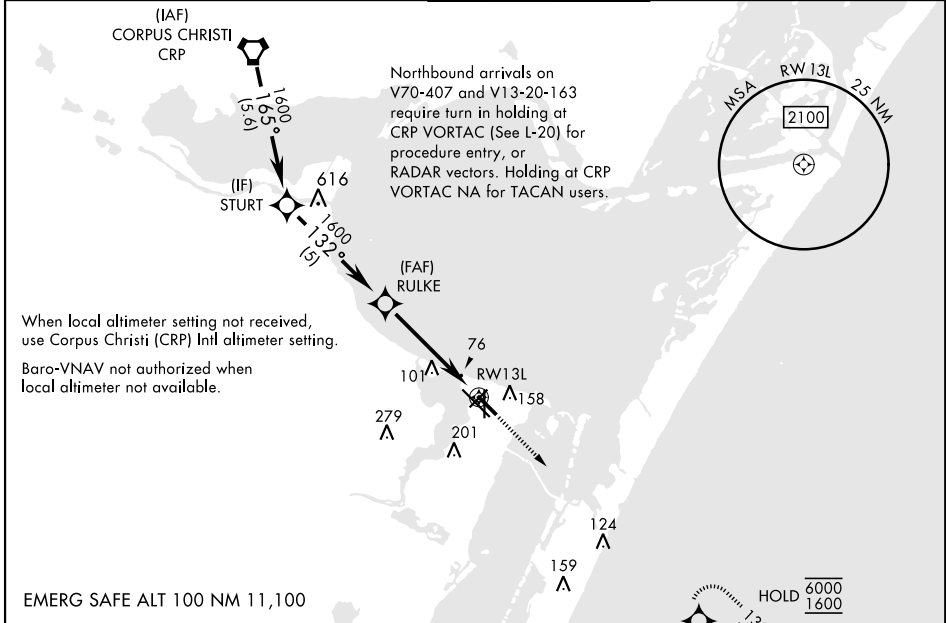 (IAF)
CORPUS CHRISTI
CRP
1600
165°
(5.6)
Northbound arrivals on
V70-407 and V13-20-163
require turn in holding at
CRP VORTAC (See L-20) for
procedure entry, or
RADAR vectors. Holding at CRP
VORTAC NA for TACAN users.
MSA RW 13L 25 NM
2100
(IF)
STURT
616
1600
132°
(5)
(FAF)
RULKE
When local altimeter setting not received,
use Corpus Christi (CRP) Intl altimeter setting.
Baro-VNAV not authorized when
local altimeter not available.
76
101
RW13L
158
279
201
124
159
EMERG SAFE ALT 100 NM 11,100
HOLD 6000
1600